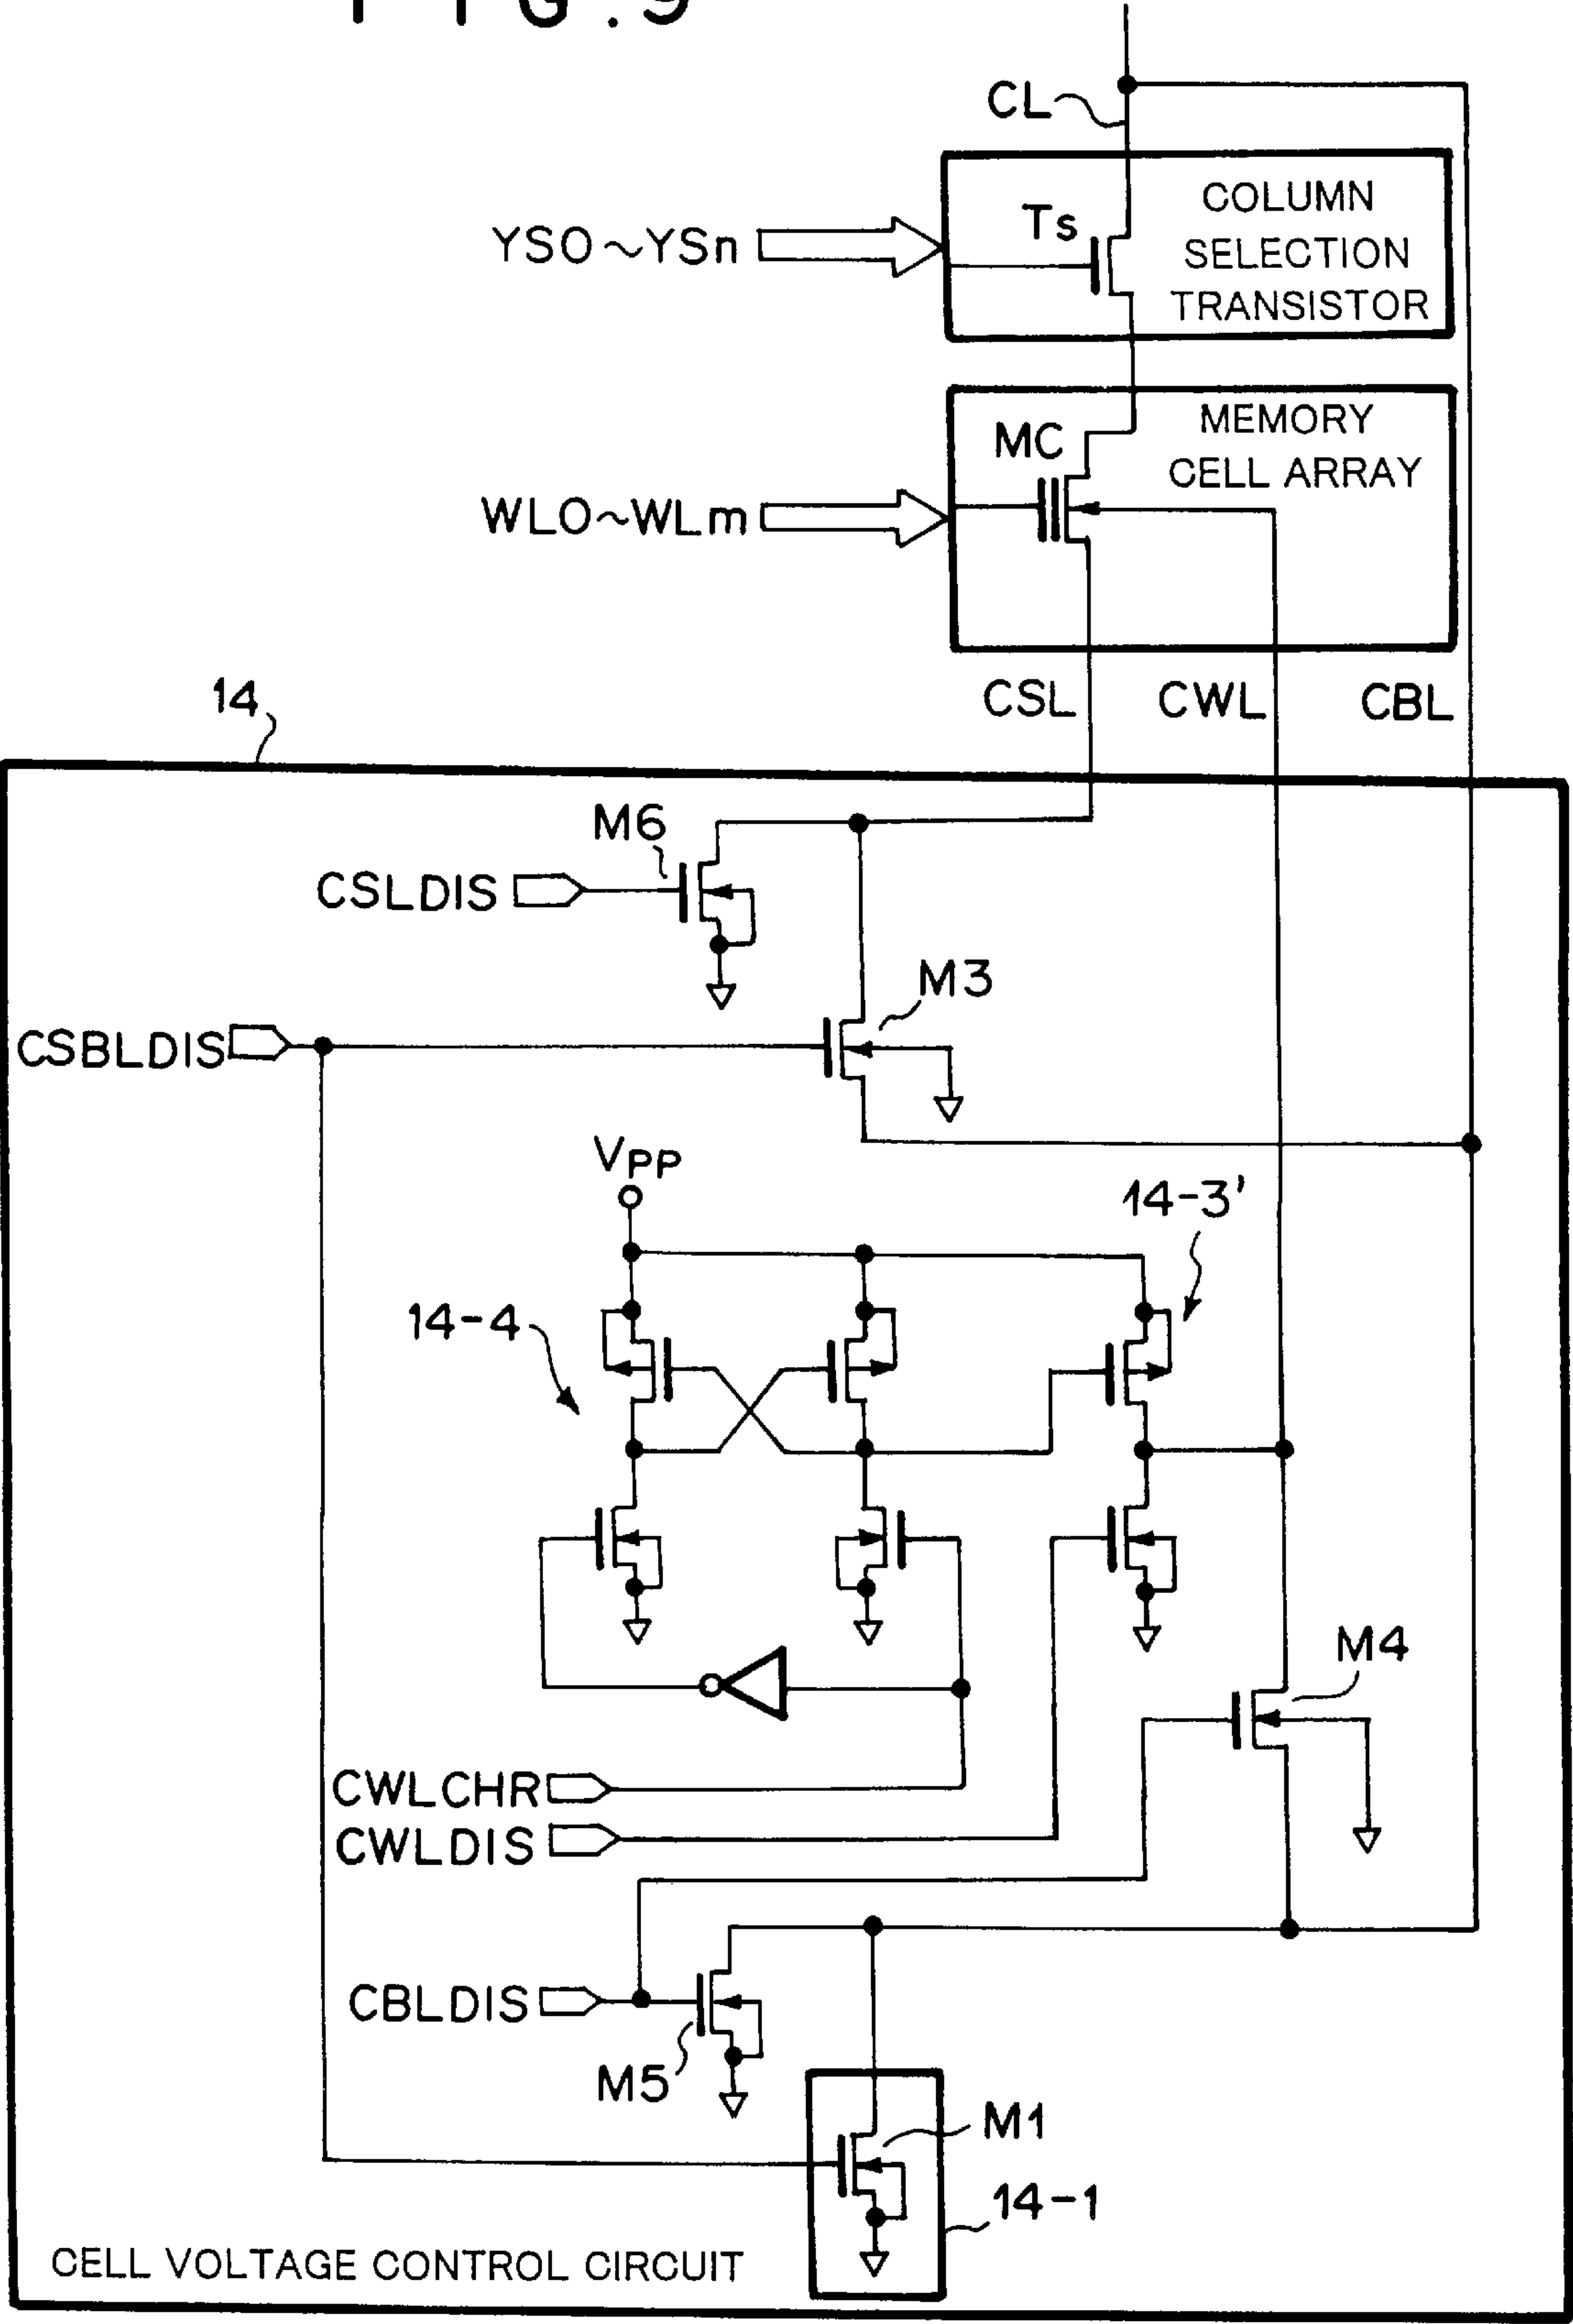 FIG.9
CL
COLUMN
SELECTION
TRANSISTOR
Ts
YS0~YSn
MEMORY
CELL ARRAY
MC
WL0~WLm
CSL
CWL
CBL
14
M6
CSLDIS
M3
CSBLDIS
VPP
14-3'
14-4
M4
CWLCHR
CWLDIS
CBLDIS
M5
M1
14-1
CELL VOLTAGE CONTROL CIRCUIT